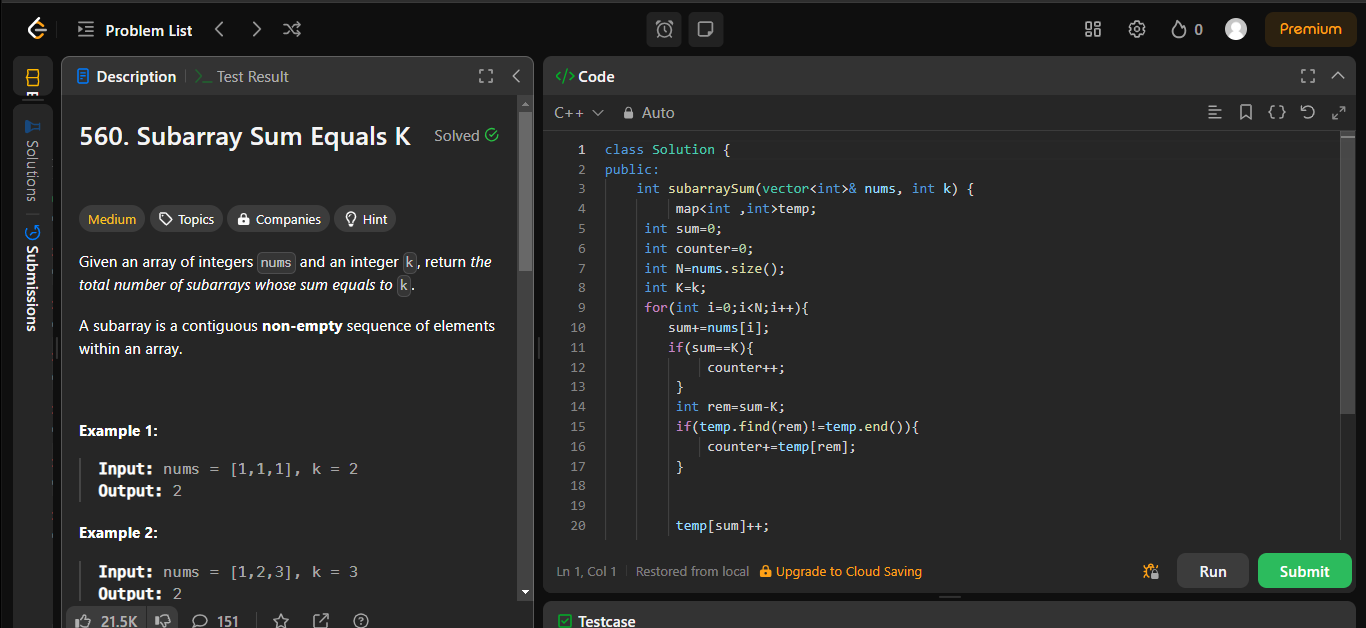 Problem List
0
Premium
Description
Test Result
Solutions
Submissions
560. Subarray Sum Equals K
Solved
Medium
Topics
Companies
Hint
Given an array of integers nums and an integer k, return the
total number of subarrays whose sum equals to k.
A subarray is a contiguous non-empty sequence of elements
within an array.
Example 1:
Input: nums = [1,1,1], k = 2
Output: 2
Example 2:
Input: nums = [1,2,3], k = 3
Output: 2
21.5K
151
</> Code
C++
Auto
1 class Solution {
2 public:
3 int subarraySum(vector<int>& nums, int k) {
4 map<int ,int>temp;
5 int sum=0;
6 int counter=0;
7 int N=nums.size();
8 int K=k;
9 for(int i=0;i<N;i++){
10 sum+=nums[i];
11 if(sum==K){
12 counter++;
13 }
14 int rem=sum-K;
15 if(temp.find(rem)!=temp.end()){
16 counter+=temp[rem];
17 }
18
19
20 temp[sum]++;
Ln 1, Col 1
Restored from local
Upgrade to Cloud Saving
Run
Submit
Testcase